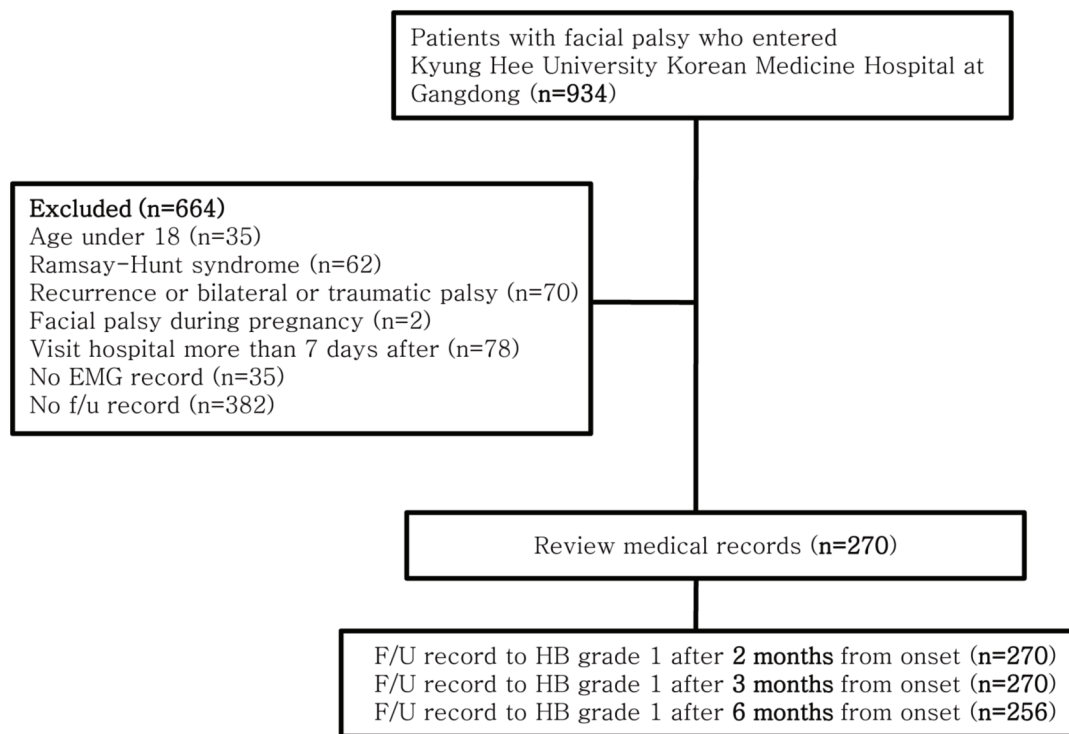 Patients with facial palsy who entered
Kyung Hee University Korean Medicine Hospital at
Gangdong (n=934)
Excluded (n=664)
Age under 18 (n=35)
Ramsay-Hunt syndrome (n=62)
Recurrence or bilateral or traumatic palsy (n=70)
Facial palsy during pregnancy (n=2)
Visit hospital more than 7 days after (n=78)
No EMG record (n=35)
No f/u record (n=382)
Review medical records (n=270)
F/U record to HB grade 1 after 2 months from onset (n=270)
F/U record to HB grade 1 after 3 months from onset (n=270)
F/U record to HB grade 1 after 6 months from onset (n=256)